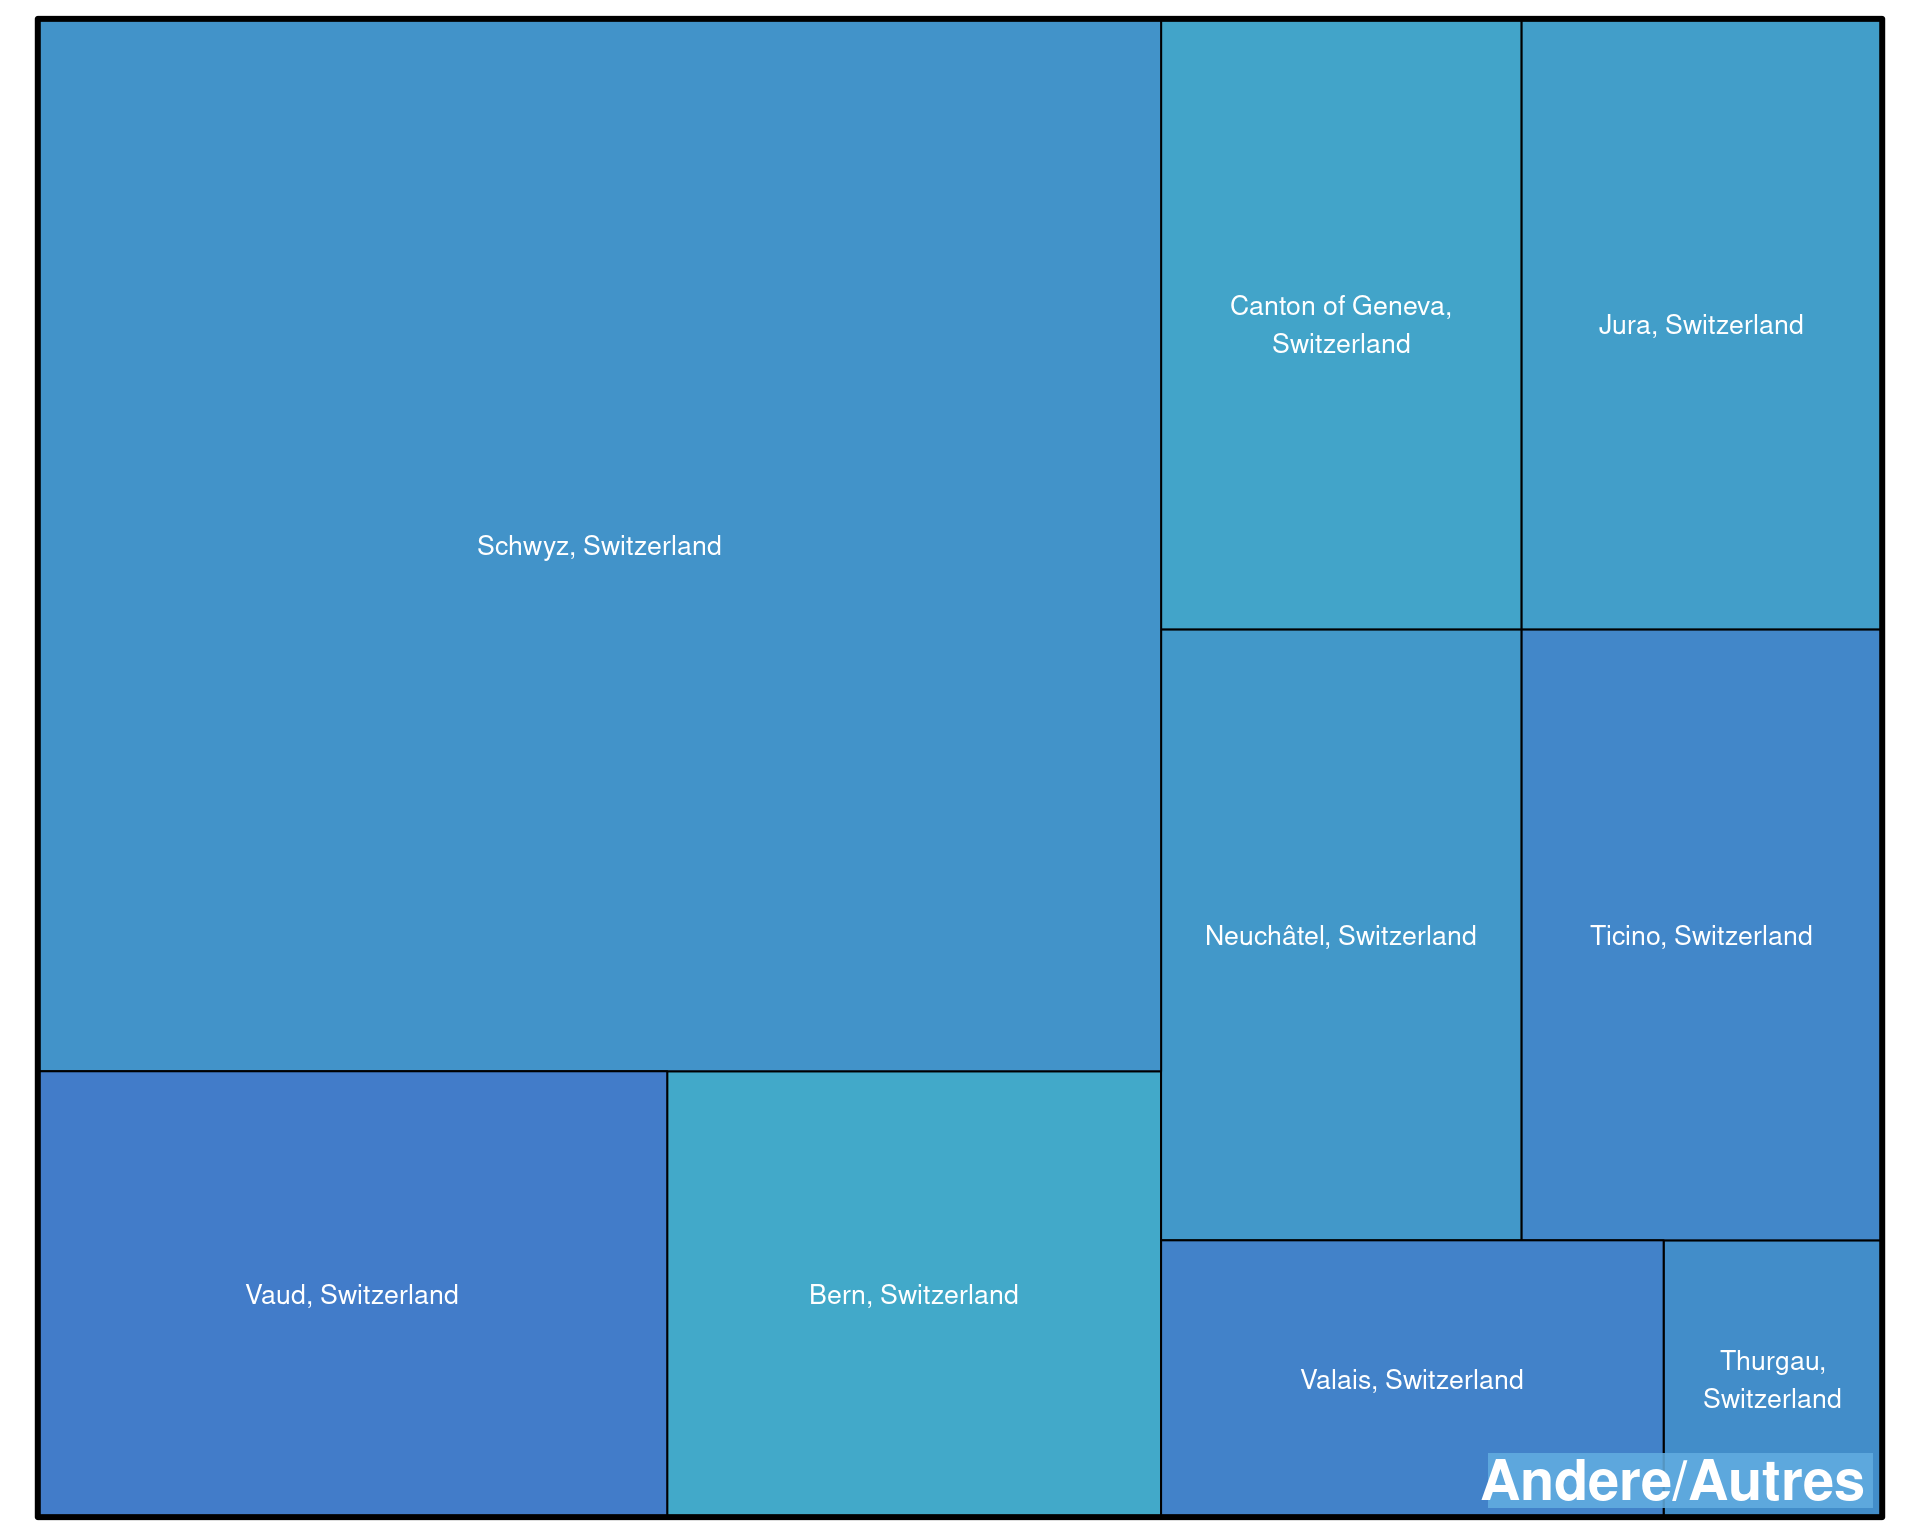 Schwyz, Switzerland
Canton of Geneva,
Switzerland
Jura, Switzerland
Neuchâtel, Switzerland
Ticino, Switzerland
Vaud, Switzerland
Bern, Switzerland
Valais, Switzerland
Thurgau,
Switzerland
Andere/Autres